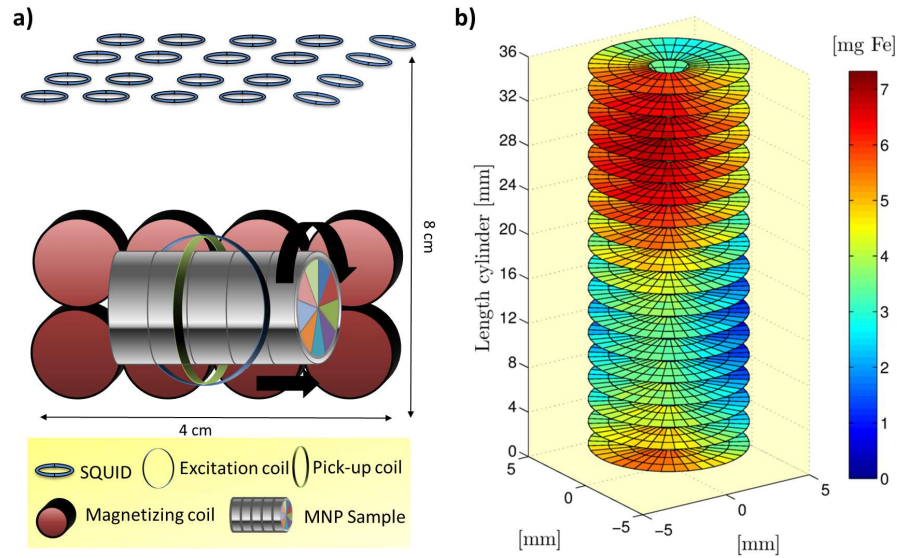 a)
8 cm
4 cm
SQUID
Excitation coil
Pick-up coil
Magnetizing coil
MNP Sample
b)
[mg Fe]
36
32
28
24
20
16
12
8
4
0
Length cylinder [mm]
5
0
-5
[mm]
-5
0
5
[mm]
7
6
5
4
3
2
1
0